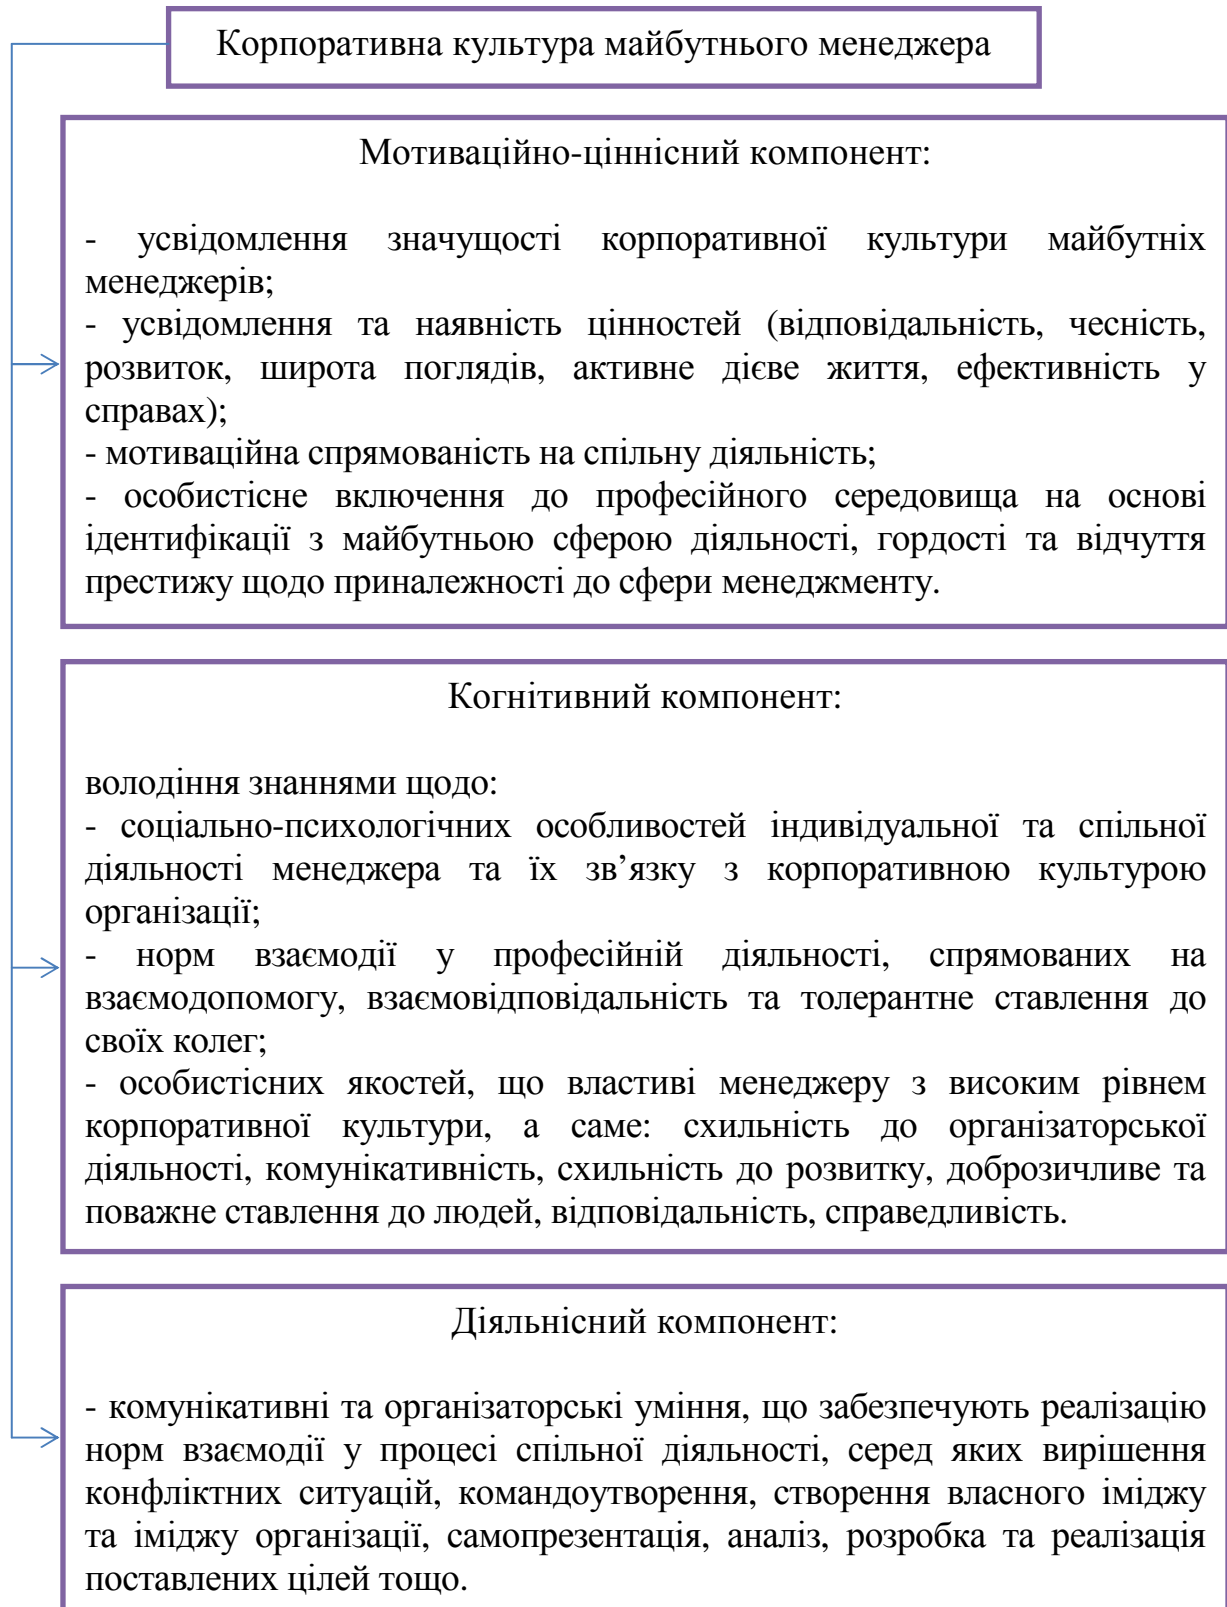 Корпоративна культура майбутнього менеджера
Мотиваційно-ціннісний компонент:
- усвідомлення значущості корпоративної культури майбутніх
менеджерів;
- усвідомлення та наявність цінностей (відповідальність, чесність,
розвиток, широта поглядів, активне дієве життя, ефективність у
справах);
- мотиваційна спрямованість на спільну діяльність;
- особистісне включення до професійного середовища на основі
ідентифікації з майбутньою сферою діяльності, гордості та відчуття
престижу щодо приналежності до сфери менеджменту.
Когнітивний компонент:
володіння знаннями щодо:
- соціально-психологічних особливостей індивідуальної та спільної
діяльності менеджера та їх зв’язку з корпоративною культурою
організації;
- норм взаємодії у професійній діяльності, спрямованих на
взаємодопомогу, взаємовідповідальність та толерантне ставлення до
своїх колег;
- особистісних якостей, що властиві менеджеру з високим рівнем
корпоративної культури, а саме: схильність до організаторської
діяльності, комунікативність, схильність до розвитку, доброзичливе та
поважне ставлення до людей, відповідальність, справедливість.
Діяльнісний компонент:
- комунікативні та організаторські уміння, що забезпечують реалізацію
норм взаємодії у процесі спільної діяльності, серед яких вирішення
конфліктних ситуацій, командоутворення, створення власного іміджу
та іміджу організації, самопрезентація, аналіз, розробка та реалізація
поставлених цілей тощо.